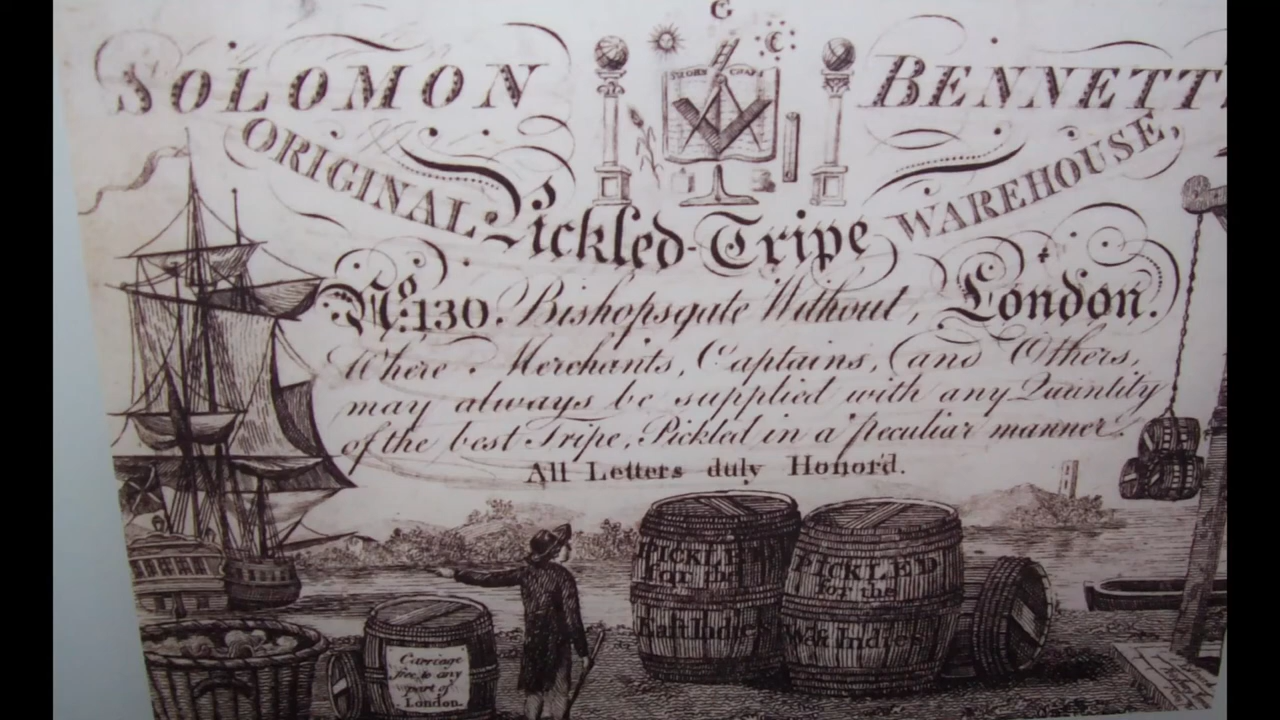 G
SOLOMON BENNETT'
ORIGINAL Pickled-Tripe WAREHOUSE,
No. 130. Bishopsgate Without, London.
Where Merchants, Captains, and Others,
may always be supplied with any Quantity
of the best Tripe, Pickled in a peculiar manner.
All Letters duly Honor'd.
PICKLED
for the
East Indies
PICKLED
for the
West Indies
Carriage
free to any
part of
London.